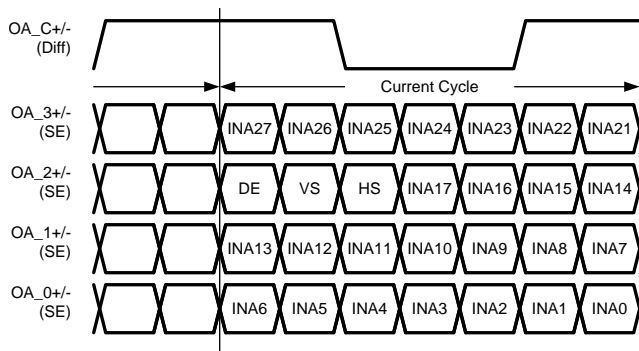 OA_C+/-
(Diff)
Current Cycle
OA_3+/-
(SE)
INA27 INA26 INA25 INA24 INA23 INA22 INA21
OA_2+/-
(SE)
DE VS HS INA17 INA16 INA15 INA14
OA_1+/-
(SE)
INA13 INA12 INA11 INA10 INA9 INA8 INA7
OA_0+/-
(SE)
INA6 INA5 INA4 INA3 INA2 INA1 INA0